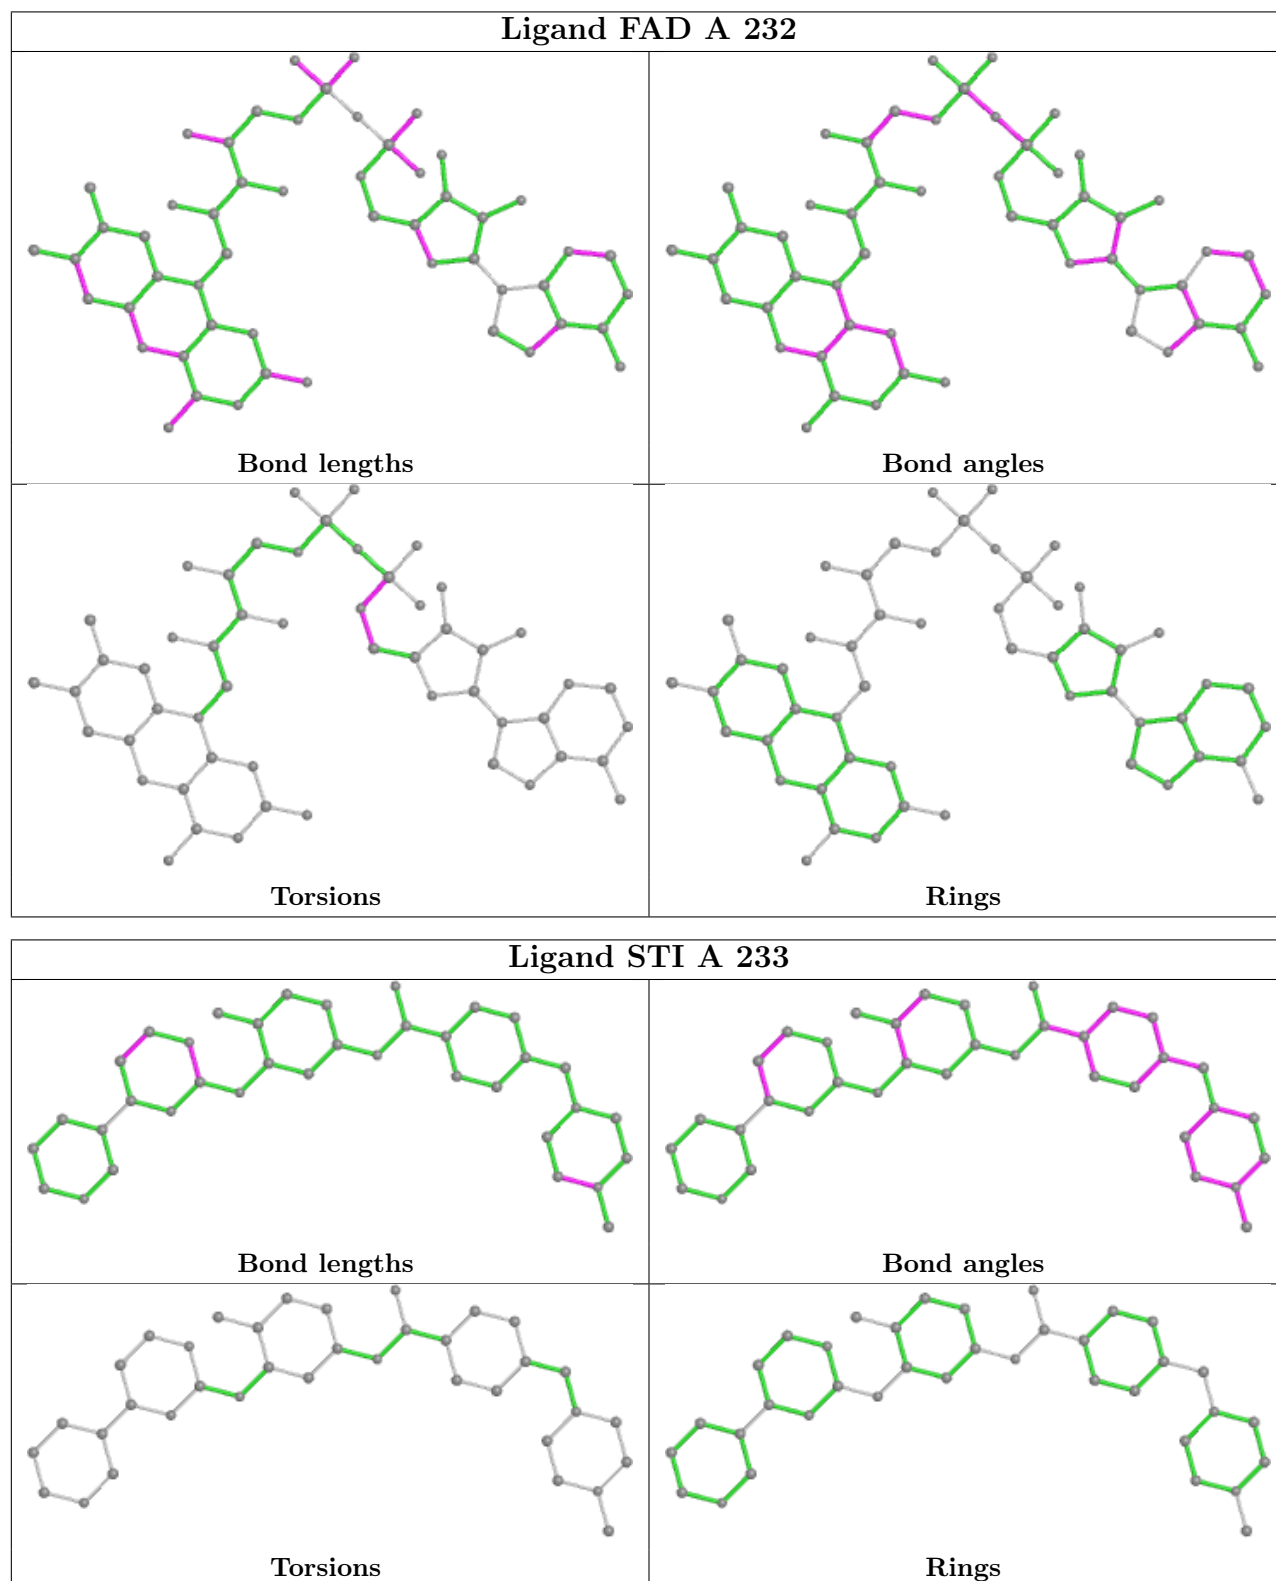 Ligand FAD A 232
Bond lengths
Bond angles
Torsions
Rings
Ligand STI A 233
Bond lengths
Bond angles
Torsions
Rings